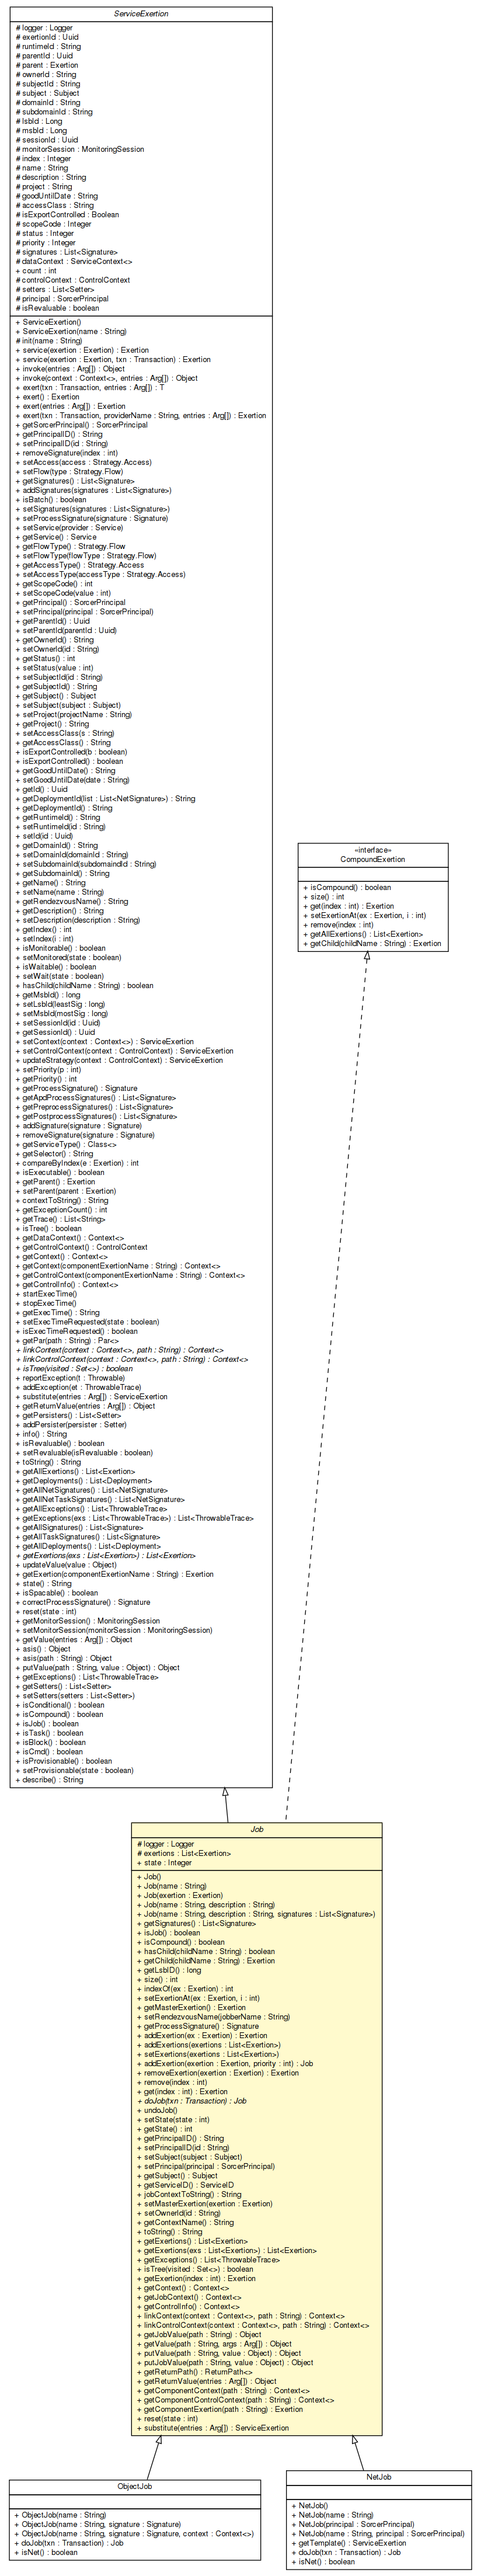 ServiceExertion
# logger : Logger
# exertionId : Uuid
# runtimeId : String
# parentId : Uuid
# parent : Exertion
# ownerId : String
# subjectId : String
# subject : Subject
# domainId : String
# subdomainId : String
# lsbId : Long
# msbId : Long
# sessionId : Uuid
# monitorSession : MonitoringSession
# index : Integer
# name : String
# description : String
# project : String
# goodUntilDate : String
# accessClass : String
# isExportControlled : Boolean
# scopeCode : Integer
# status : Integer
# priority : Integer
# signatures : List<Signature>
# dataContext : ServiceContext<>
+ count : int
# controlContext : ControlContext
# setters : List<Setter>
# principal : SorcerPrincipal
# isRevaluable : boolean
+ ServiceExertion()
+ ServiceExertion(name : String)
# init(name : String)
+ service(exertion : Exertion) : Exertion
+ service(exertion : Exertion, txn : Transaction) : Exertion
+ invoke(entries : Arg[]) : Object
+ invoke(context : Context<>, entries : Arg[]) : Object
+ exert(txn : Transaction, entries : Arg[]) : T
+ exert() : Exertion
+ exert(entries : Arg[]) : Exertion
+ exert(txn : Transaction, providerName : String, entries : Arg[]) : Exertion
+ getSorcerPrincipal() : SorcerPrincipal
+ getPrincipalID() : String
+ setPrincipalID(id : String)
+ removeSignature(index : int)
+ setAccess(access : Strategy.Access)
+ setFlow(type : Strategy.Flow)
+ getSignatures() : List<Signature>
+ addSignatures(signatures : List<Signature>)
+ isBatch() : boolean
+ setSignatures(signatures : List<Signature>)
+ setProcessSignature(signature : Signature)
+ setService(provider : Service)
+ getService() : Service
+ getFlowType() : Strategy.Flow
+ setFlowType(flowType : Strategy.Flow)
+ getAccessType() : Strategy.Access
+ setAccessType(accessType : Strategy.Access)
+ getScopeCode() : int
+ setScopeCode(value : int)
+ getPrincipal() : SorcerPrincipal
+ setPrincipal(principal : SorcerPrincipal)
+ getParentId() : Uuid
+ setParentId(parentId : Uuid)
+ getOwnerId() : String
+ setOwnerId(id : String)
+ getStatus() : int
+ setStatus(value : int)
+ setSubjectId(id : String)
+ getSubjectId() : String
+ getSubject() : Subject
+ setSubject(subject : Subject)
+ setProject(projectName : String)
+ getProject() : String
+ setAccessClass(s : String)
+ getAccessClass() : String
+ isExportControlled(b : boolean)
+ isExportControlled() : boolean
+ getGoodUntilDate() : String
+ setGoodUntilDate(date : String)
+ getId() : Uuid
+ getDeploymentId(list : List<NetSignature>) : String
+ getDeploymentId() : String
+ getRuntimeId() : String
+ setRuntimeId(id : String)
+ setId(id : Uuid)
+ getDomainId() : String
+ setDomainId(domainId : String)
+ setSubdomainId(subdomaindId : String)
+ getSubdomainId() : String
+ getName() : String
+ setName(name : String)
+ getRendezvousName() : String
+ getDescription() : String
+ setDescription(description : String)
+ getIndex() : int
+ setIndex(i : int)
+ isMonitorable() : boolean
+ setMonitored(state : boolean)
+ isWaitable() : boolean
+ setWait(state : boolean)
+ hasChild(childName : String) : boolean
+ getMsbId() : long
+ setLsbId(leastSig : long)
+ setMsbId(mostSig : long)
+ setSessionId(id : Uuid)
+ getSessionId() : Uuid
+ setContext(context : Context<>) : ServiceExertion
+ setControlContext(context : ControlContext) : ServiceExertion
+ updateStrategy(context : ControlContext) : ServiceExertion
+ setPriority(p : int)
+ getPriority() : int
+ getProcessSignature() : Signature
+ getApdProcessSignatures() : List<Signature>
+ getPreprocessSignatures() : List<Signature>
+ getPostprocessSignatures() : List<Signature>
+ addSignature(signature : Signature)
+ removeSignature(signature : Signature)
+ getServiceType() : Class<>
+ getSelector() : String
+ compareByIndex(e : Exertion) : int
+ isExecutable() : boolean
+ getParent() : Exertion
+ setParent(parent : Exertion)
+ contextToString() : String
+ getExceptionCount() : int
+ getTrace() : List<String>
+ isTree() : boolean
+ getDataContext() : Context<>
+ getControlContext() : ControlContext
+ getContext() : Context<>
+ getContext(componentExertionName : String) : Context<>
+ getControlContext(componentExertionName : String) : Context<>
+ getControlInfo() : Context<>
+ startExecTime()
+ stopExecTime()
+ getExecTime() : String
+ setExecTimeRequested(state : boolean)
+ isExecTimeRequested() : boolean
+ getPar(path : String) : Par<>
+ linkContext(context : Context<>, path : String) : Context<>
+ linkControlContext(context : Context<>, path : String) : Context<>
+ isTree(visited : Set<>) : boolean
+ reportException(t : Throwable)
+ addException(et : ThrowableTrace)
+ substitute(entries : Arg[]) : ServiceExertion
+ getReturnValue(entries : Arg[]) : Object
+ getPersisters() : List<Setter>
+ addPersister(persister : Setter)
+ info() : String
+ isRevaluable() : boolean
+ setRevaluable(isRevaluable : boolean)
+ toString() : String
+ getAllExertions() : List<Exertion>
+ getDeployments() : List<Deployment>
+ getAllNetSignatures() : List<NetSignature>
+ getAllNetTaskSignatures() : List<NetSignature>
+ getAllExceptions() : List<ThrowableTrace>
+ getExceptions(exs : List<ThrowableTrace>) : List<ThrowableTrace>
+ getAllSignatures() : List<Signature>
+ getAllTaskSignatures() : List<Signature>
+ getAllDeployments() : List<Deployment>
+ getExertions(exs : List<Exertion>) : List<Exertion>
+ updateValue(value : Object)
+ getExertion(componentExertionName : String) : Exertion
+ state() : String
+ isSpacable() : boolean
+ correctProcessSignature() : Signature
+ reset(state : int)
+ getMonitorSession() : MonitoringSession
+ setMonitorSession(monitorSession : MonitoringSession)
+ getValue(entries : Arg[]) : Object
+ asis() : Object
+ asis(path : String) : Object
+ putValue(path : String, value : Object) : Object
+ getExceptions() : List<ThrowableTrace>
+ getSetters() : List<Setter>
+ setSetters(setters : List<Setter>)
+ isConditional() : boolean
+ isCompound() : boolean
+ isJob() : boolean
+ isTask() : boolean
+ isBlock() : boolean
+ isCmd() : boolean
+ isProvisionable() : boolean
+ setProvisionable(state : boolean)
+ describe() : String
«interface»
CompoundExertion
+ isCompound() : boolean
+ size() : int
+ get(index : int) : Exertion
+ setExertionAt(ex : Exertion, i : int)
+ remove(index : int)
+ getAllExertions() : List<Exertion>
+ getChild(childName : String) : Exertion
Job
# logger : Logger
# exertions : List<Exertion>
+ state : Integer
+ Job()
+ Job(name : String)
+ Job(exertion : Exertion)
+ Job(name : String, description : String)
+ Job(name : String, description : String, signatures : List<Signature>)
+ getSignatures() : List<Signature>
+ isJob() : boolean
+ isCompound() : boolean
+ hasChild(childName : String) : boolean
+ getChild(childName : String) : Exertion
+ getLsbID() : long
+ size() : int
+ indexOf(ex : Exertion) : int
+ setExertionAt(ex : Exertion, i : int)
+ getMasterExertion() : Exertion
+ setRendezvousName(jobberName : String)
+ getProcessSignature() : Signature
+ addExertion(ex : Exertion) : Exertion
+ addExertions(exertions : List<Exertion>)
+ setExertions(exertions : List<Exertion>)
+ addExertion(exertion : Exertion, priority : int) : Job
+ removeExertion(exertion : Exertion) : Exertion
+ remove(index : int)
+ get(index : int) : Exertion
+ doJob(txn : Transaction) : Job
+ undoJob()
+ setState(state : int)
+ getState() : int
+ getPrincipalID() : String
+ setPrincipalID(id : String)
+ setSubject(subject : Subject)
+ setPrincipal(principal : SorcerPrincipal)
+ getSubject() : Subject
+ getServiceID() : ServiceID
+ jobContextToString() : String
+ setMasterExertion(exertion : Exertion)
+ setOwnerId(id : String)
+ getContextName() : String
+ toString() : String
+ getExertions() : List<Exertion>
+ getExertions(exs : List<Exertion>) : List<Exertion>
+ getExceptions() : List<ThrowableTrace>
+ isTree(visited : Set<>) : boolean
+ getExertion(index : int) : Exertion
+ getContext() : Context<>
+ getJobContext() : Context<>
+ getControlInfo() : Context<>
+ linkContext(context : Context<>, path : String) : Context<>
+ linkControlContext(context : Context<>, path : String) : Context<>
+ getJobValue(path : String) : Object
+ getValue(path : String, args : Arg[]) : Object
+ putValue(path : String, value : Object) : Object
+ putJobValue(path : String, value : Object) : Object
+ getReturnPath() : ReturnPath<>
+ getReturnValue(entries : Arg[]) : Object
+ getComponentContext(path : String) : Context<>
+ getComponentControlContext(path : String) : Context<>
+ getComponentExertion(path : String) : Exertion
+ reset(state : int)
+ substitute(entries : Arg[]) : ServiceExertion
ObjectJob
+ ObjectJob(name : String)
+ ObjectJob(name : String, signature : Signature)
+ ObjectJob(name : String, signature : Signature, context : Context<>)
+ doJob(txn : Transaction) : Job
+ isNet() : boolean
NetJob
+ NetJob()
+ NetJob(name : String)
+ NetJob(principal : SorcerPrincipal)
+ NetJob(name : String, principal : SorcerPrincipal)
+ getTemplate() : ServiceExertion
+ doJob(txn : Transaction) : Job
+ isNet() : boolean